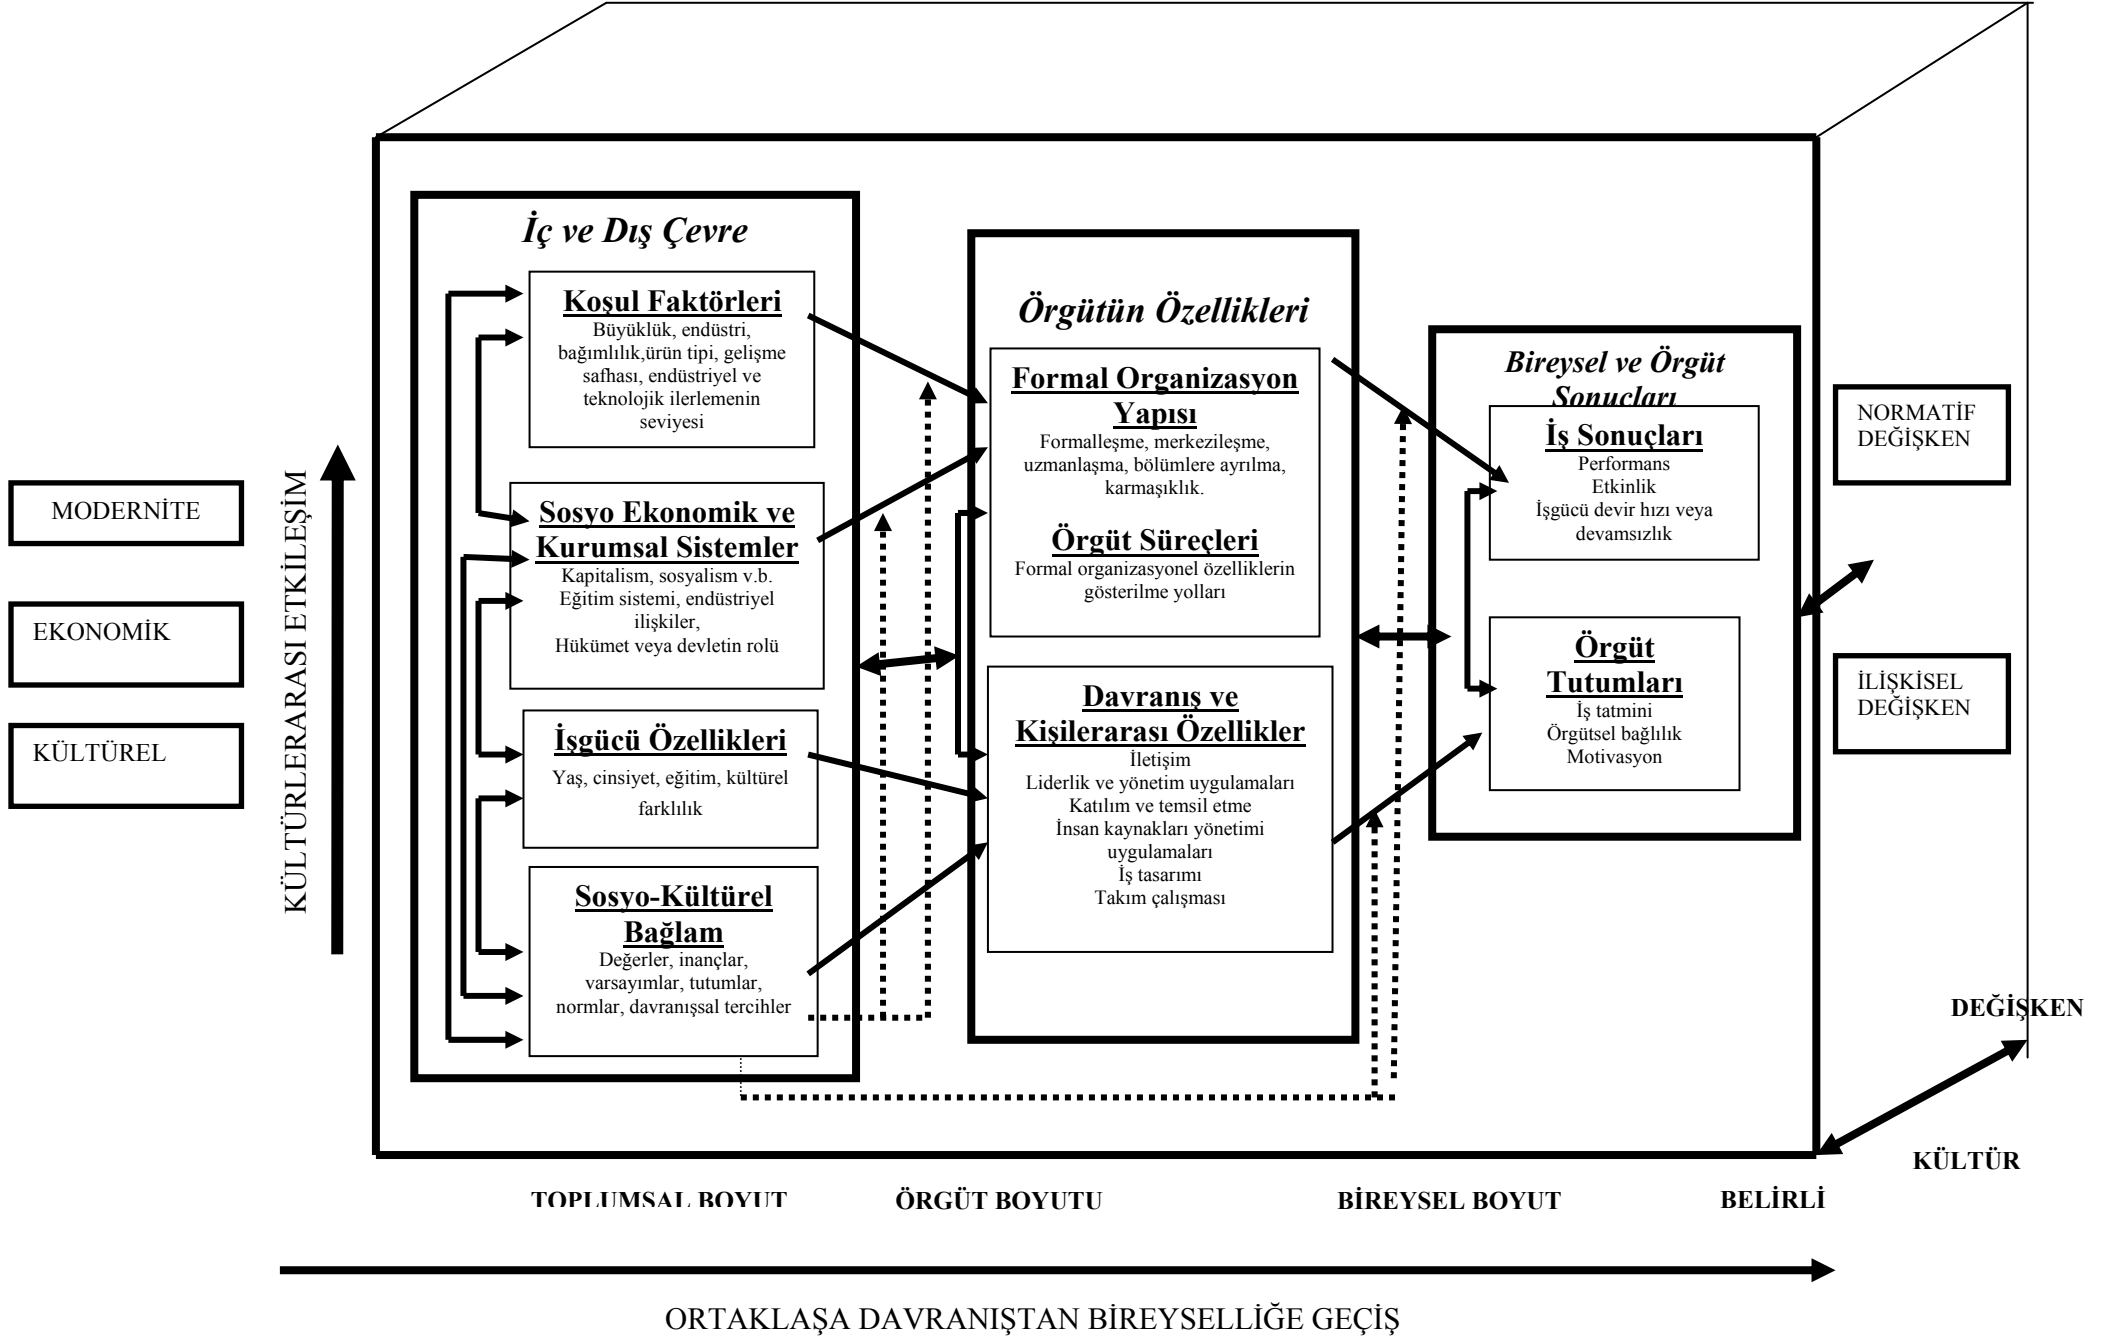 MODERNİTE
EKONOMİK
KÜLTÜREL
KÜLTÜRLERARASI ETKİLEŞİM
İç ve Dış Çevre
Koşul Faktörleri
Büyüklük, endüstri,
bağımlılık,ürün tipi, gelişme
safhası, endüstriyel ve
teknolojik ilerlemenin
seviyesi
Sosyo Ekonomik ve
Kurumsal Sistemler
Kapitalism, sosyalism v.b.
Eğitim sistemi, endüstriyel
ilişkiler,
Hükümet veya devletin rolü
İşgücü Özellikleri
Yaş, cinsiyet, eğitim, kültürel
farklılık
Sosyo-Kültürel
Bağlam
Değerler, inançlar,
varsayımlar, tutumlar,
normlar, davranışsal tercihler
Örgütün Özellikleri
Formal Organizasyon
Yapısı
Formalleşme, merkezileşme,
uzmanlaşma, bölümlere ayrılma,
karmaşıklık.
Örgüt Süreçleri
Formal organizasyonel özelliklerin
gösterilme yolları
Davranış ve
Kişilerarası Özellikler
İletişim
Liderlik ve yönetim uygulamaları
Katılım ve temsil etme
İnsan kaynakları yönetimi
uygulamaları
İş tasarımı
Takım çalışması
Bireysel ve Örgüt
Sonuçları
İş Sonuçları
Performans
Etkinlik
İşgücü devir hızı veya
devamsızlık
Örgüt
Tutumları
İş tatmini
Örgütsel bağlılık
Motivasyon
NORMATİF
DEĞİŞKEN
İLİŞKİSEL
DEĞİŞKEN
DEĞİŞKEN
KÜLTÜR
TOPLUMSAL BOYUT
ÖRGÜT BOYUTU
BİREYSEL BOYUT
BELİRLİ
ORTAKLAŞA DAVRANIŞTAN BİREYSELLİĞE GEÇİŞ